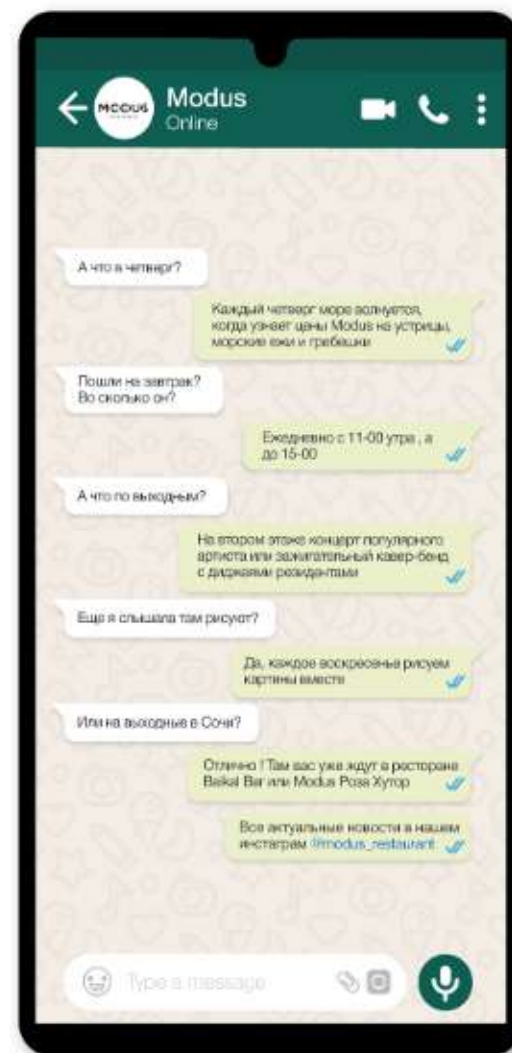 MODUS
Modus
Online
А что в четверг?
Каждый четверг море волнуется,
когда узнает цены Modus на устрицы,
морские ежи и гребешки
Пошли на завтрак?
Во сколько он?
Ежедневно с 11-00 утра , а
до 15-00
А что по выходным?
На втором этаже концерт популярного
артиста или зажигательный кавер-бенд
с диджеями резидентами
Еще я слышала там рисуют?
Да, каждое воскресенье рисуем
картины вместе
Или на выходные в Сочи?
Отлично ! Там вас уже ждут в ресторане
Baikal Bar или Modus Роза Хутор
Все актуальные новости в нашем
инстаграм @modus_restaurant
Type a message